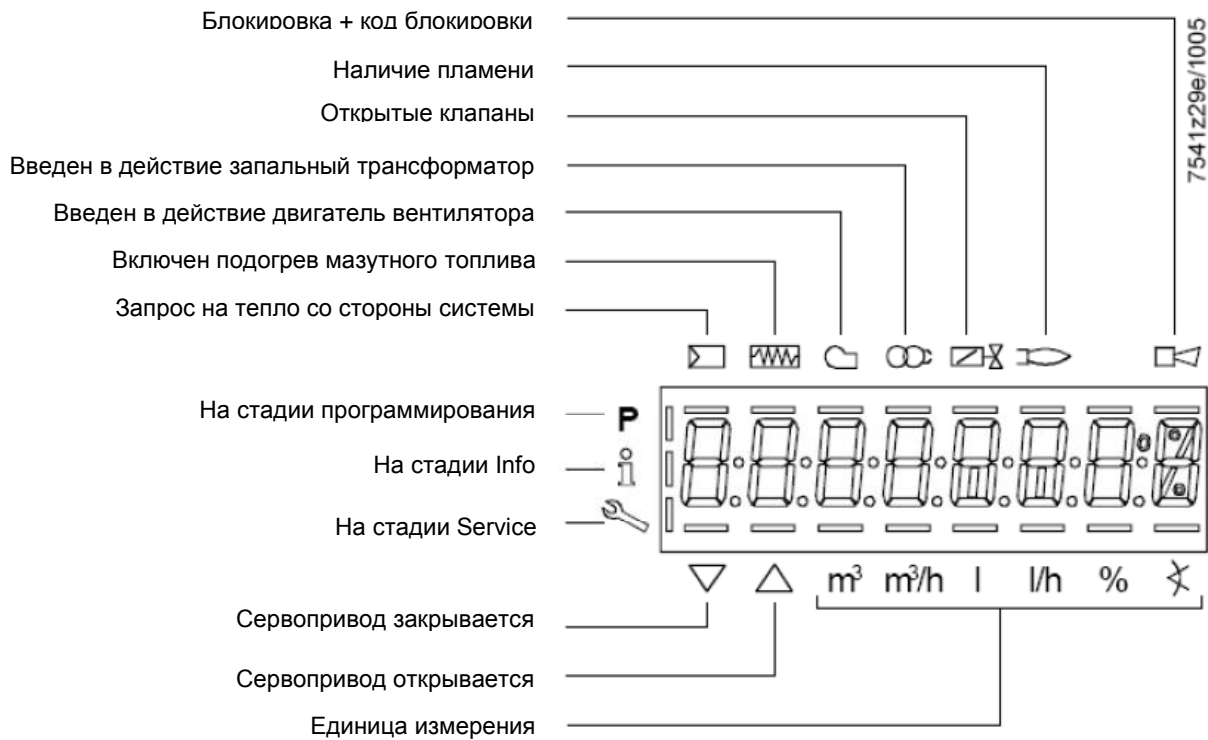 Блокировка + код блокировки
Наличие пламени
Открытые клапаны
Введен в действие запальный трансформатор
Введен в действие двигатель вентилятора
Включен подогрев мазутного топлива
Запрос на тепло со стороны системы
7541z29e/1005
На стадии программирования
P
На стадии Info
i
На стадии Service
m³ m³/h l l/h %
Сервопривод закрывается
Сервопривод открывается
Единица измерения